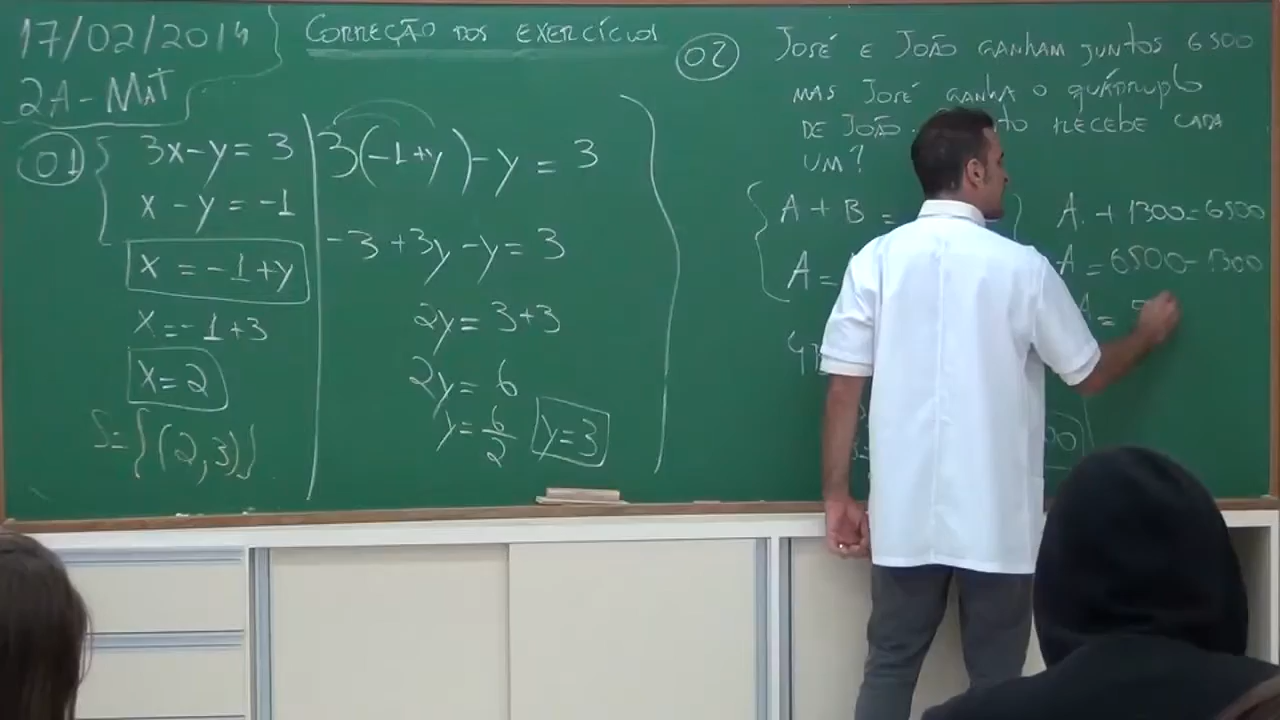 17/02/2014
2A - MAT
CORREÇÃO DOS EXERCÍCIOS
01
3x-y=3
x-y=-1
x=-1+y
x=-1+3
x=2
S={(2,3)}
3(-1+y)-y=3
-3+3y-y=3
2y=3+3
2y=6
y=6/2
y=3
02
JOSÉ E JOÃO GANHAM JUNTOS 6500
MAS JOSÉ GANHA O QUÁDRUPLO
DE JOÃO. RECEBE CADA
UM?
A+B=
A=
A+1300=6500
A=6500-1300
A=5